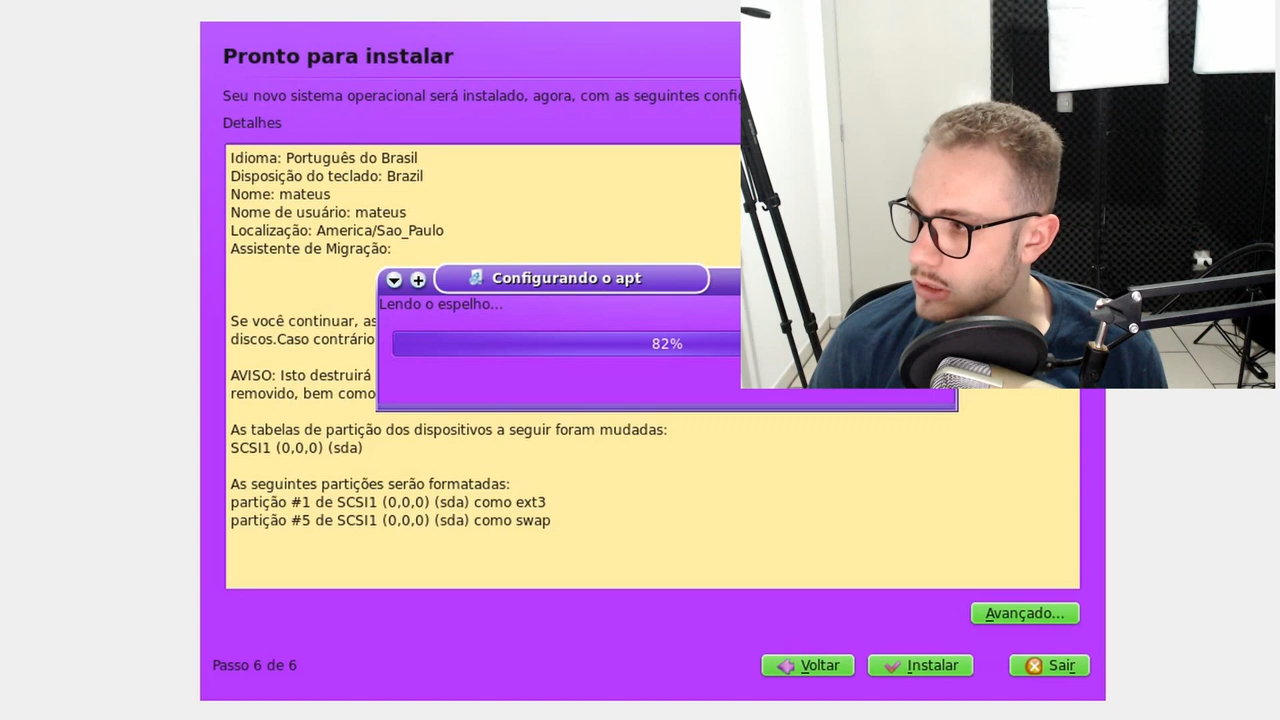 Pronto para instalar
Seu novo sistema operacional será instalado, agora, com as seguintes
Detalhes
Idioma: Português do Brasil
Disposição do teclado: Brazil
Nome: mateus
Nome de usuário: mateus
Localização: America/Sao_Paulo
Assistente de Migração:
Configurando o apt
Lendo o espelho...
82%
Se você continuar, as
discos.Caso contrário
AVISO: Isto destruirá
removido, bem como
As tabelas de partição dos dispositivos a seguir foram mudadas:
SCSI1 (0,0,0) (sda)
As seguintes partições serão formatadas:
partição #1 de SCSI1 (0,0,0) (sda) como ext3
partição #5 de SCSI1 (0,0,0) (sda) como swap
Avançado...
Passo 6 de 6
Voltar
Instalar
Sair